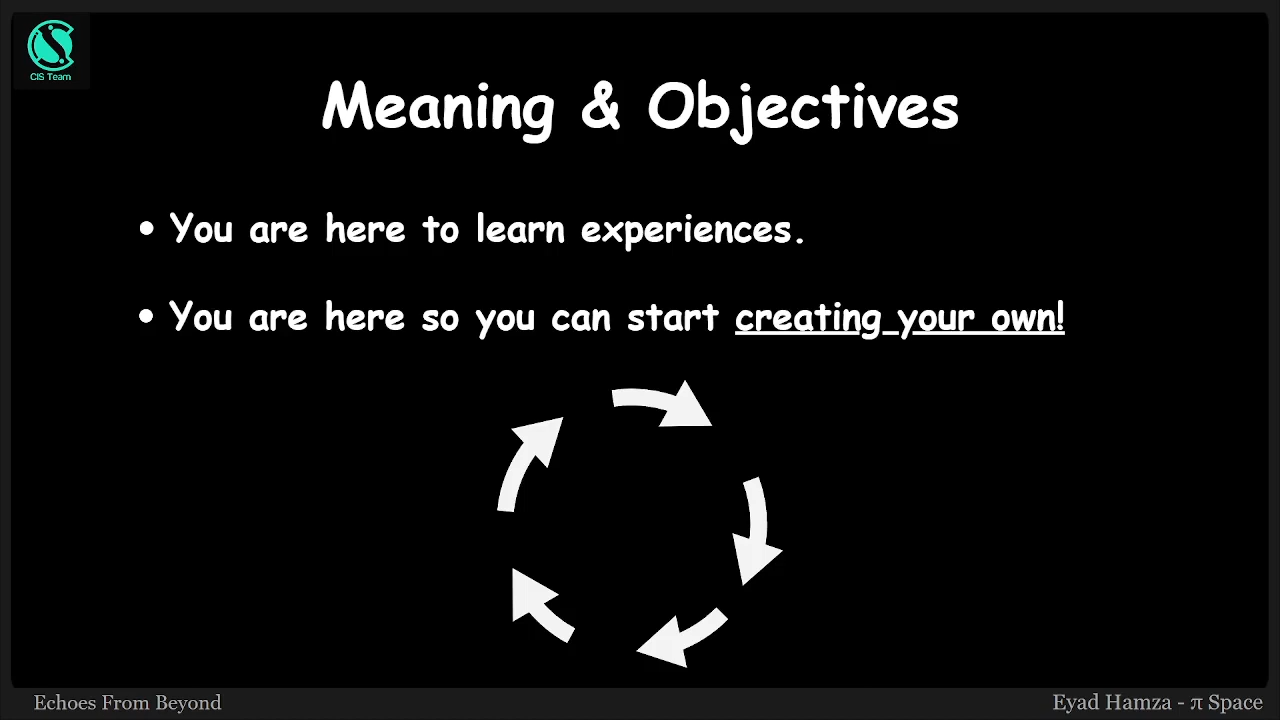 CIS Team
Meaning & Objectives
• You are here to learn experiences.
• You are here so you can start creating your own!
Echoes From Beyond
Eyad Hamza - π Space